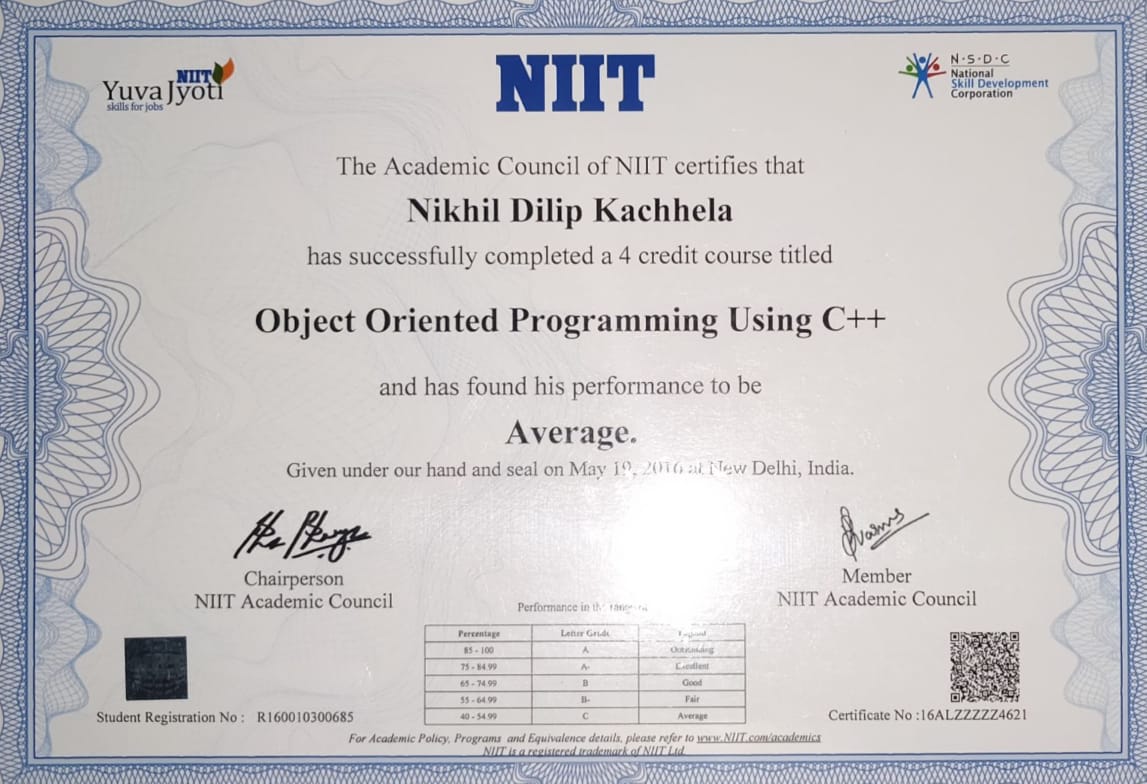 NIIT
Yuva Jyoti
skills for jobs
NIIT
N·S·D·C
National
Skill Development
Corporation
The Academic Council of NIIT certifies that
Nikhil Dilip Kachhela
has successfully completed a 4 credit course titled
Object Oriented Programming Using C++
and has found his performance to be
Average.
Given under our hand and seal on May 19, 2016 at New Delhi, India.
Chairperson
NIIT Academic Council
Member
NIIT Academic Council
Performance in the range of
Percentage Letter Grade Legend
85 - 100 A Outstanding
75 - 84.99 A- Excellent
65 - 74.99 B Good
55 - 64.99 B- Fair
40 - 54.99 C Average
Student Registration No : R160010300685
Certificate No :16ALZZZZZ4621
For Academic Policy, Programs and Equivalence details, please refer to www.NIIT.com/academics
NIIT is a registered trademark of NIIT Ltd.